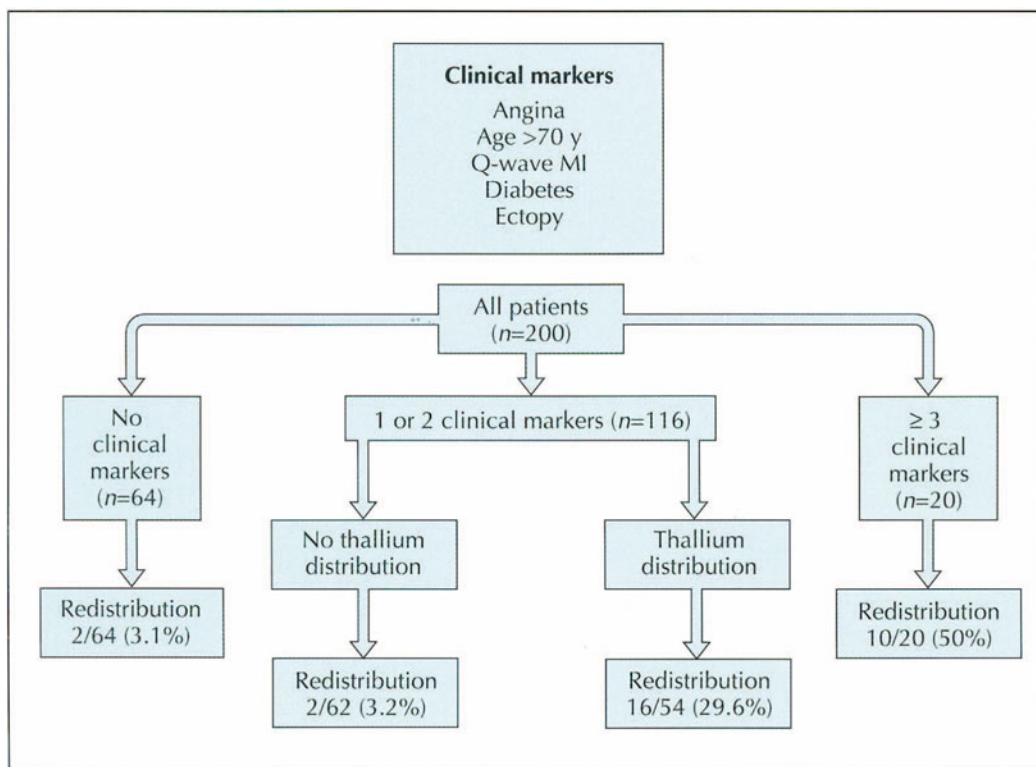 Clinical markers
Angina
Age >70 y
Q-wave MI
Diabetes
Ectopy
All patients
(n=200)
No
clinical
markers
(n=64)
1 or 2 clinical markers (n=116)
≥ 3
clinical
markers
(n=20)
No thallium
distribution
Thallium
distribution
Redistribution
2/64 (3.1%)
Redistribution
2/62 (3.2%)
Redistribution
16/54 (29.6%)
Redistribution
10/20 (50%)